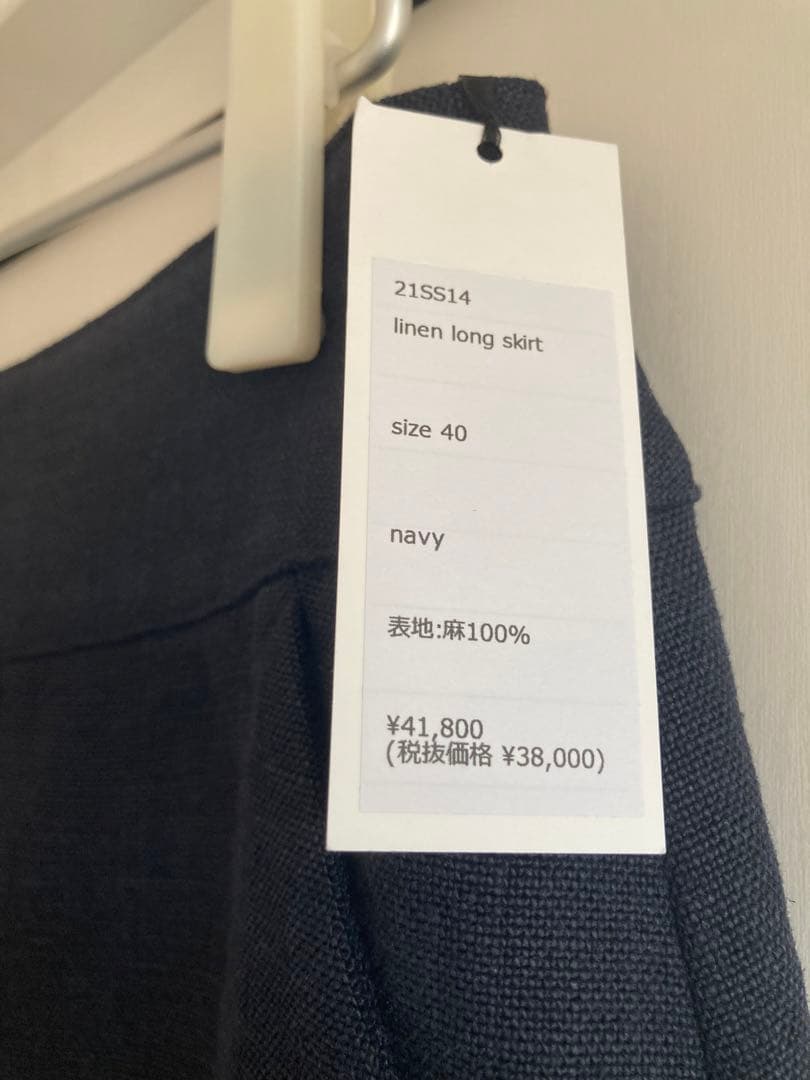 21SS14
linen long skirt
size 40
navy
表地:麻100%
¥41,800
(税抜価格 ¥38,000)